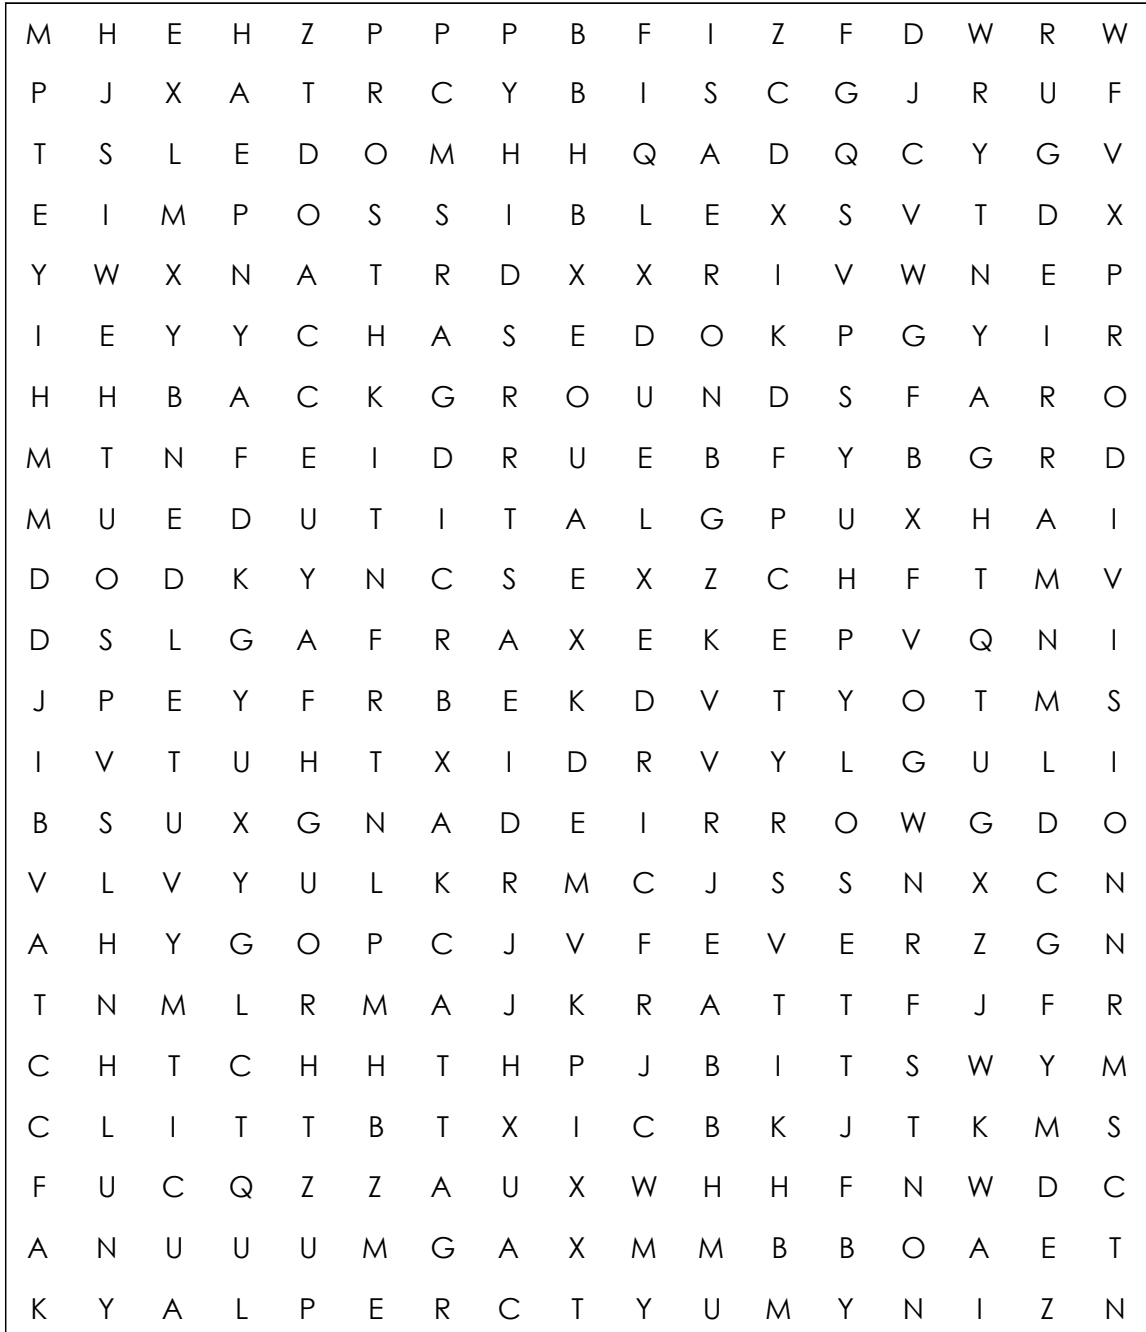 M H E H Z P P P B F I Z F D W R W
P J X A T R C Y B I S C G J R U F
T S L E D O M H H Q A D Q C Y G V
E I M P O S S I B L E X S V T D X
Y W X N A T R D X X R I V W N E P
I E Y Y C H A S E D O K P G Y I R
H H B A C K G R O U N D S F A R O
M T N F E I D R U E B F Y B G R D
M U E D U T I T A L G P U X H A I
D O D K Y N C S E X Z C H F T M V
D S L G A F R A X E K E P V Q N I
J P E Y F R B E K D V T Y O T M S
I V T U H T X I D R V Y L G U L I
B S U X G N A D E I R R O W G D O
V L V Y U L K R M C J S S N X C N
A H Y G O P C J V F E V E R Z G N
T N M L R M A J K R A T T F J F R
C H T C H H T H P J B I T S W Y M
C L I T T B T X I C B K J T K M S
F U C Q Z Z A U X W H H F N W D C
A N U U U M G A X M M B B O A E T
K Y A L P E R C T Y U M Y N I Z N